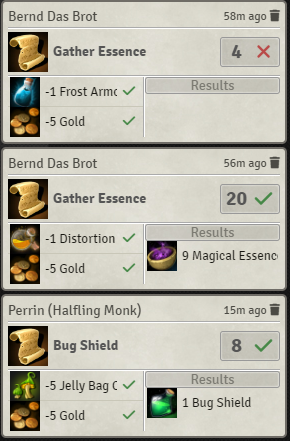 Bernd Das Brot 58m ago
Gather Essence 4
-1 Frost Armo
Results
-5 Gold
Bernd Das Brot 56m ago
Gather Essence 20
-1 Distortion
Results
9 Magical Essence
-5 Gold
Perrin (Halfling Monk) 15m ago
Bug Shield 8
-5 Jelly Bag C
Results
1 Bug Shield
-5 Gold